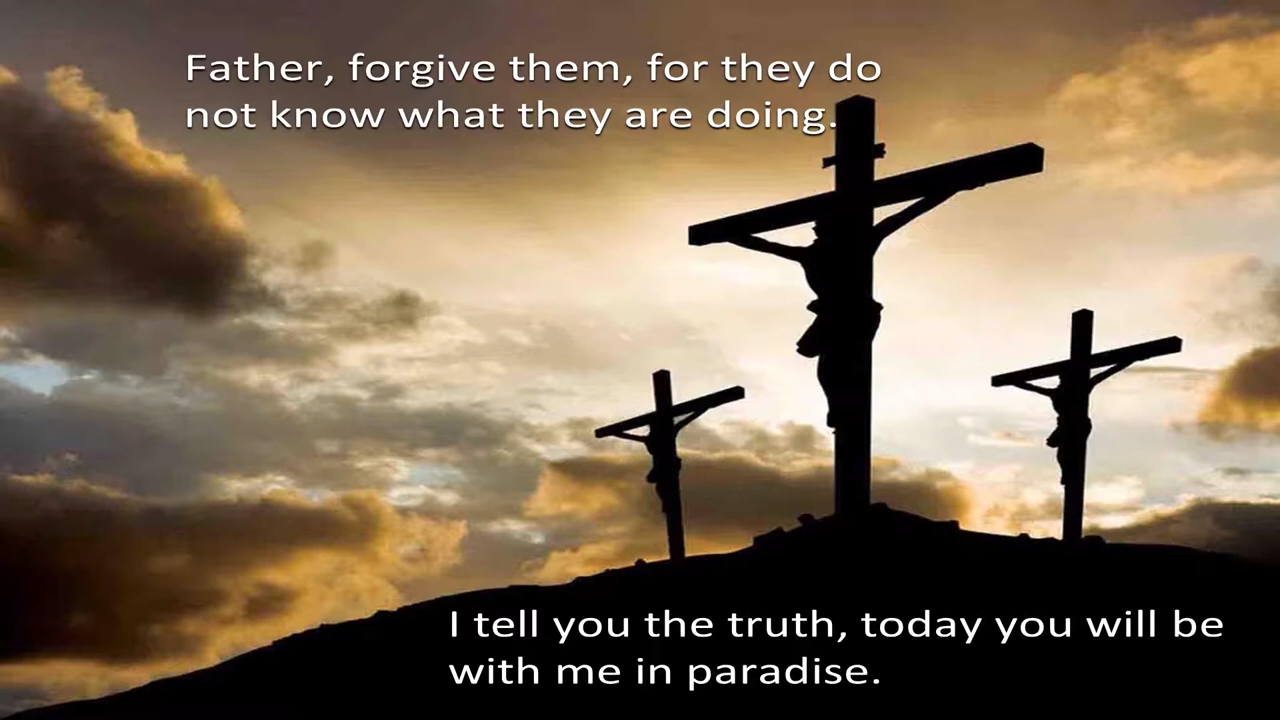 Father, forgive them, for they do
not know what they are doing.
I tell you the truth, today you will be
with me in paradise.